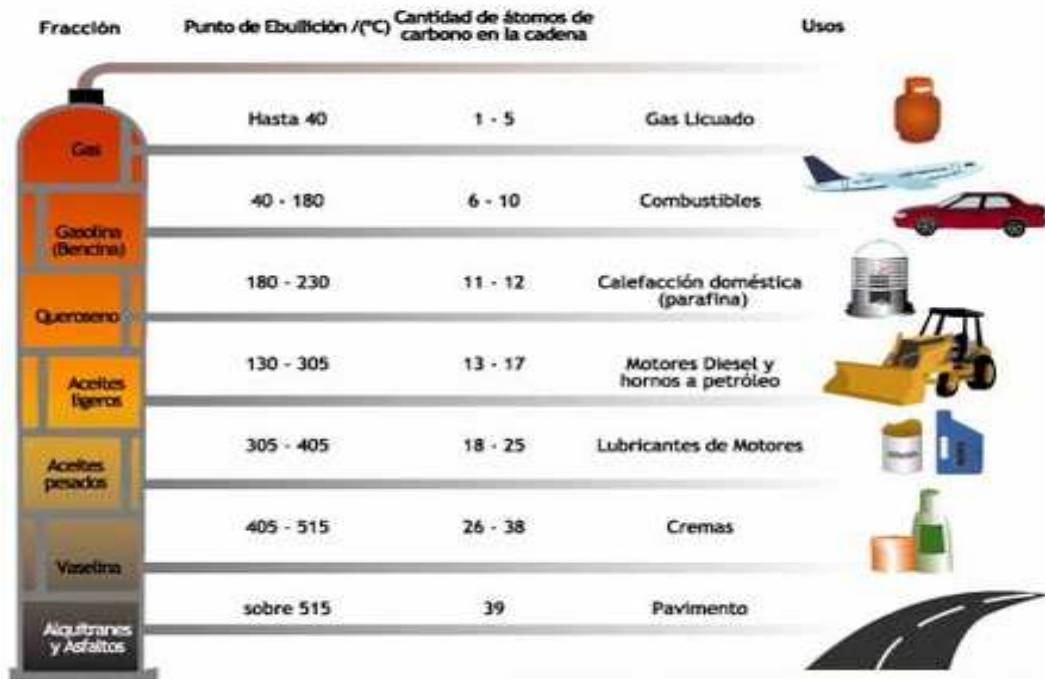 Fracción Punto de Ebullición /(°C) Cantidad de átomos de carbono en la cadena Usos
Gas Hasta 40 1 - 5 Gas Licuado
Gasolina (Bencina) 40 - 180 6 - 10 Combustibles
Queroseno 180 - 230 11 - 12 Calefacción doméstica (parafina)
Aceites ligeros 130 - 305 13 - 17 Motores Diesel y hornos a petróleo
Aceites pesados 305 - 405 18 - 25 Lubricantes de Motores
Vaselina 405 - 515 26 - 38 Cremas
Alquitranes y Asfaltos sobre 515 39 Pavimento